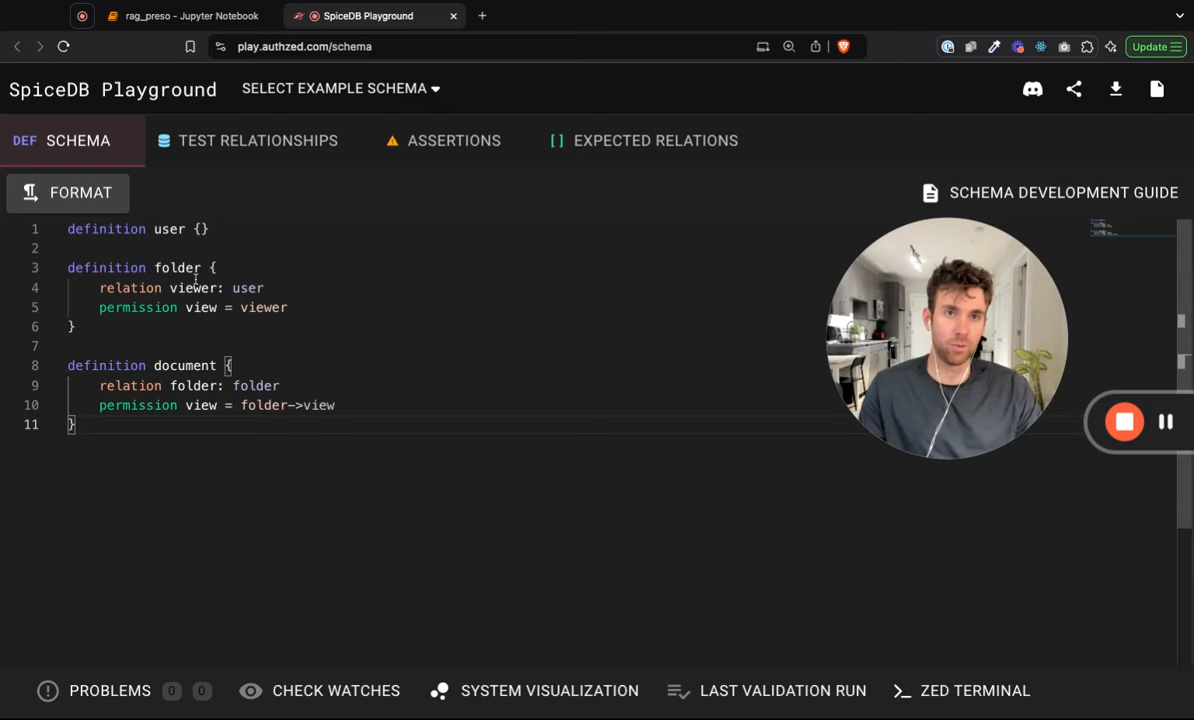 rag_preso - Jupyter Notebook
SpiceDB Playground
play.authzed.com/schema
Update
SpiceDB Playground
SELECT EXAMPLE SCHEMA
DEF SCHEMA
TEST RELATIONSHIPS
ASSERTIONS
[] EXPECTED RELATIONS
FORMAT
SCHEMA DEVELOPMENT GUIDE
1 definition user {}
2
3 definition folder {
4 relation viewer: user
5 permission view = viewer
6 }
7
8 definition document {
9 relation folder: folder
10 permission view = folder->view
11 }
PROBLEMS 0 0
CHECK WATCHES
SYSTEM VISUALIZATION
LAST VALIDATION RUN
ZED TERMINAL